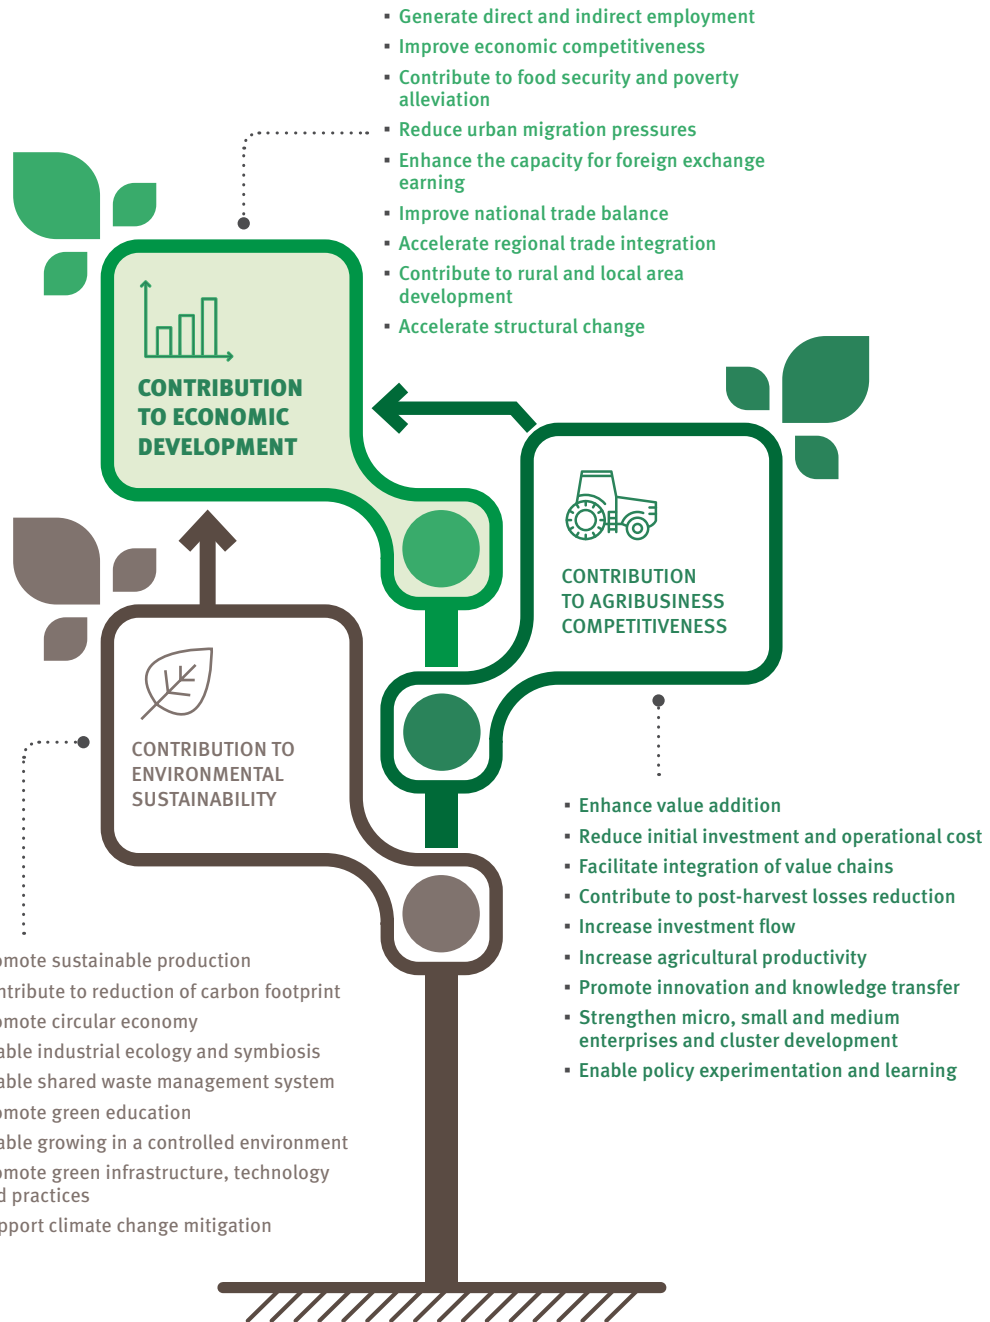 ▪ Generate direct and indirect employment
▪ Improve economic competitiveness
▪ Contribute to food security and poverty
alleviation
▪ Reduce urban migration pressures
▪ Enhance the capacity for foreign exchange
earning
▪ Improve national trade balance
▪ Accelerate regional trade integration
▪ Contribute to rural and local area
development
▪ Accelerate structural change
CONTRIBUTION
TO ECONOMIC
DEVELOPMENT
CONTRIBUTION
TO AGRIBUSINESS
COMPETITIVENESS
CONTRIBUTION TO
ENVIRONMENTAL
SUSTAINABILITY
▪ Enhance value addition
▪ Reduce initial investment and operational cost
▪ Facilitate integration of value chains
▪ Contribute to post-harvest losses reduction
▪ Increase investment flow
▪ Increase agricultural productivity
▪ Promote innovation and knowledge transfer
▪ Strengthen micro, small and medium
enterprises and cluster development
▪ Enable policy experimentation and learning
omote sustainable production
ntribute to reduction of carbon footprint
omote circular economy
able industrial ecology and symbiosis
able shared waste management system
omote green education
able growing in a controlled environment
omote green infrastructure, technology
d practices
pport climate change mitigation